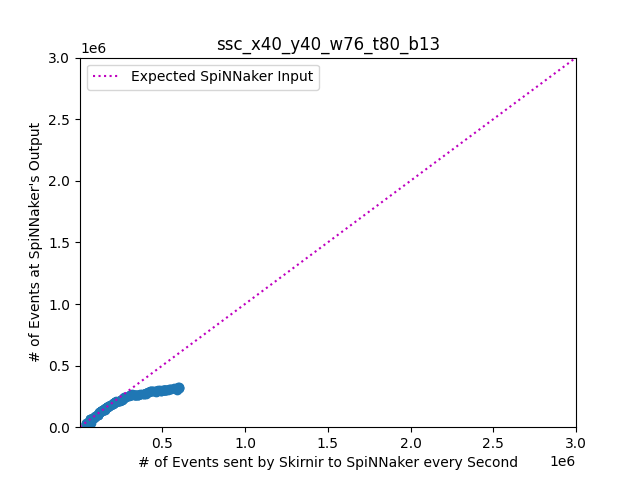 ssc_x40_y40_w76_t80_b13
1e6
3.0
Expected SpiNNaker Input
2.5
2.0
1.5
1.0
0.5
0.0
# of Events at SpiNNaker's Output
0.5 1.0 1.5 2.0 2.5 3.0
# of Events sent by Skirnir to SpiNNaker every Second
1e6